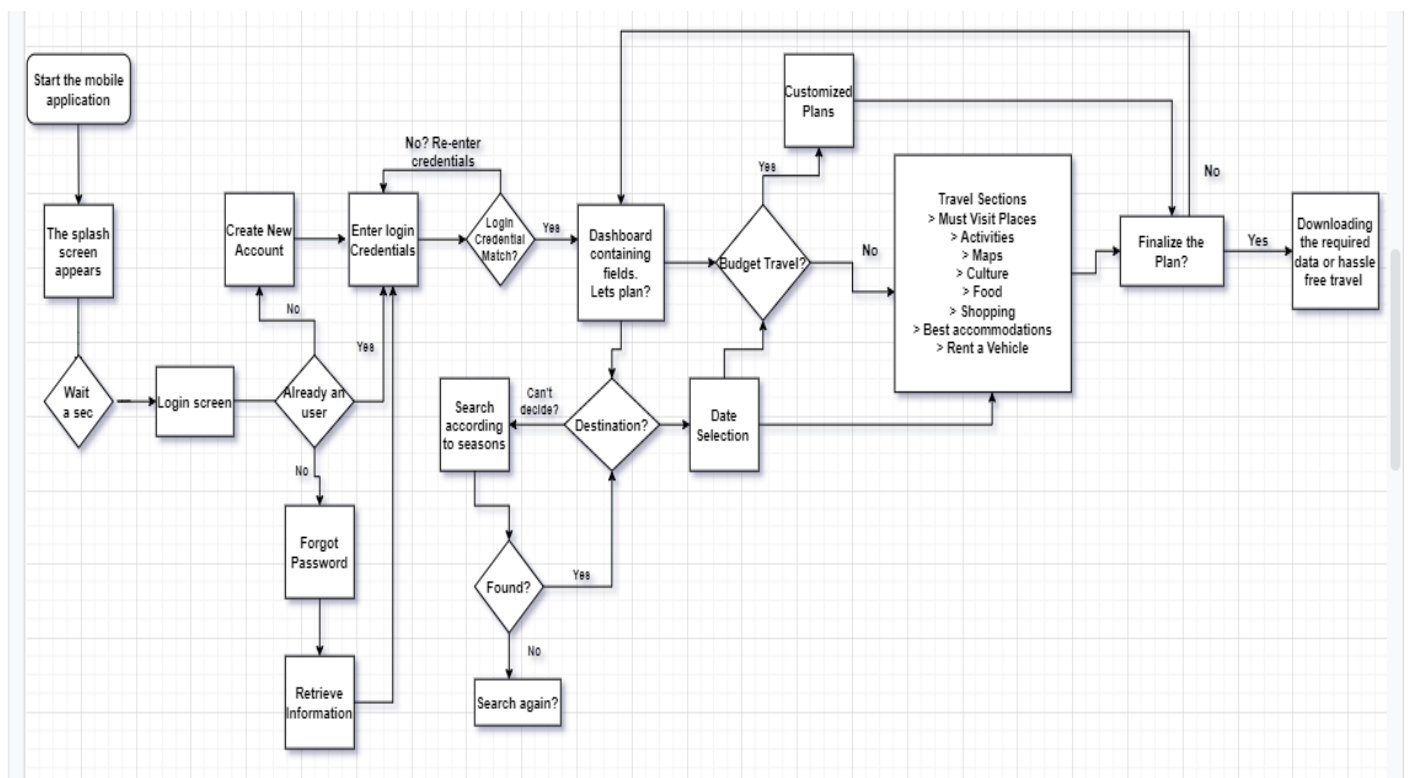 Start the mobile
application
The splash
screen
appears
Wait
a sec
Login screen
Already an
user
No
Create New
Account
Yes
No
Forgot
Password
Retrieve
Information
Enter login
Credentials
No? Re-enter
credentials
Login
Credential
Match?
Yes
Dashboard
containing
fields.
Lets plan?
Destination?
Can't
decide?
Search
according
to seasons
Found?
Yes
No
Search again?
Date
Selection
Budget Travel?
Yes
Customized
Plans
No
Travel Sections
> Must Visit Places
> Activities
> Maps
> Culture
> Food
> Shopping
> Best accommodations
> Rent a Vehicle
Finalize the
Plan?
No
Yes
Downloading
the required
data or hassle
free travel